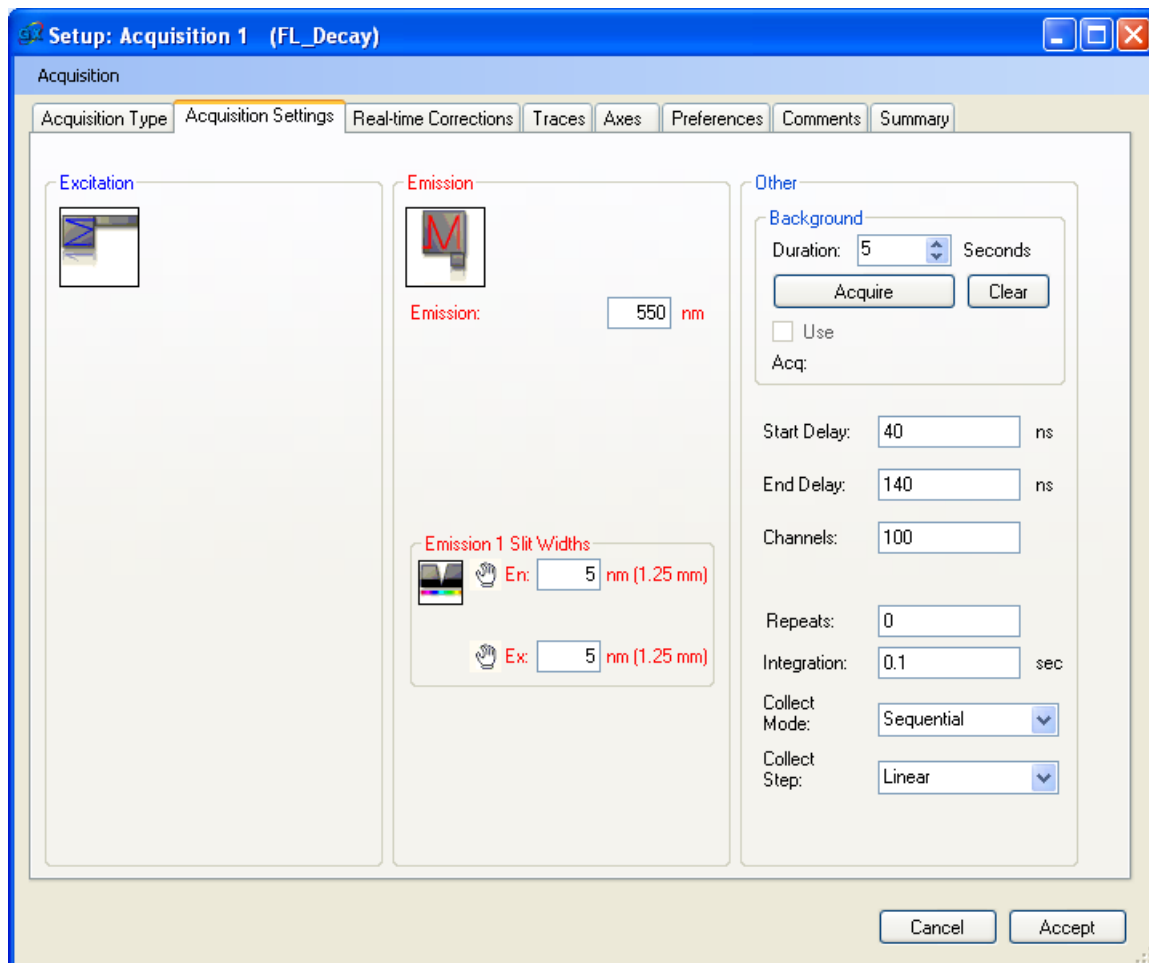 Setup: Acquisition 1 (FL_Decay)
Acquisition
Acquisition Type
Acquisition Settings
Real-time Corrections
Traces
Axes
Preferences
Comments
Summary
Excitation
Emission
Emission: 550 nm
Emission 1 Slit Widths
En: 5 nm (1.25 mm)
Ex: 5 nm (1.25 mm)
Other
Background
Duration: 5 Seconds
Acquire Clear
Use
Acq:
Start Delay: 40 ns
End Delay: 140 ns
Channels: 100
Repeats: 0
Integration: 0.1 sec
Collect
Mode: Sequential
Collect
Step: Linear
Cancel Accept